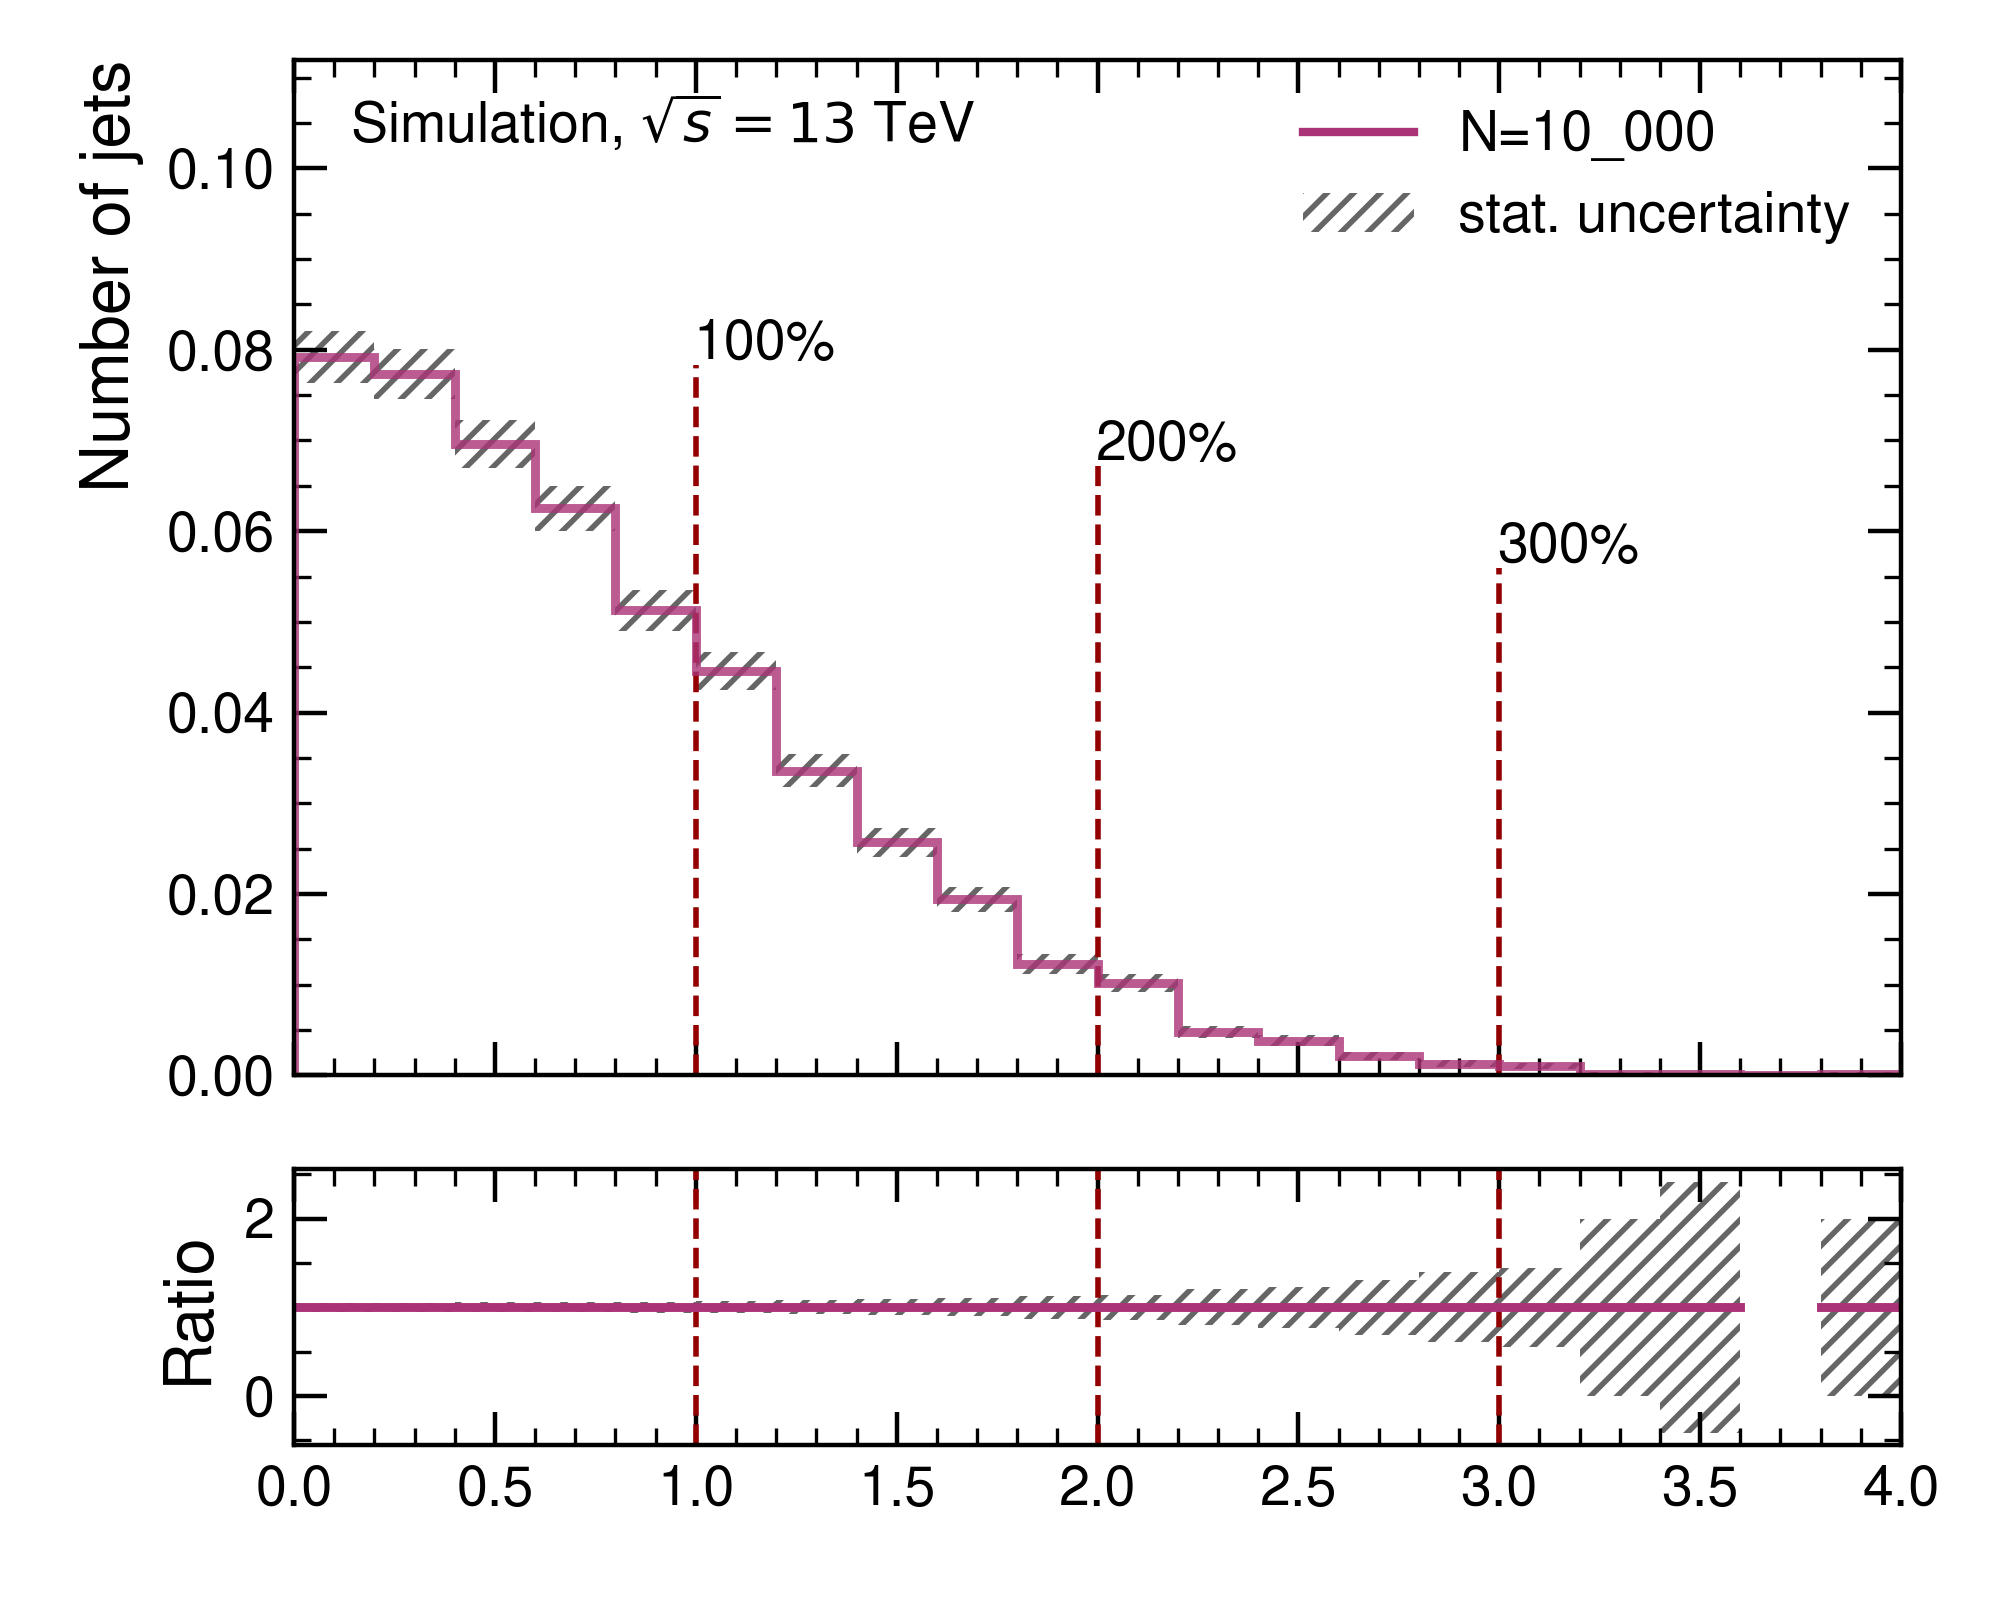 Number of jets
Simulation, √s = 13 TeV
N=10_000
stat. uncertainty
0.10
0.08
0.06
0.04
0.02
0.00
100%
200%
300%
Ratio
2
0
0.0 0.5 1.0 1.5 2.0 2.5 3.0 3.5 4.0